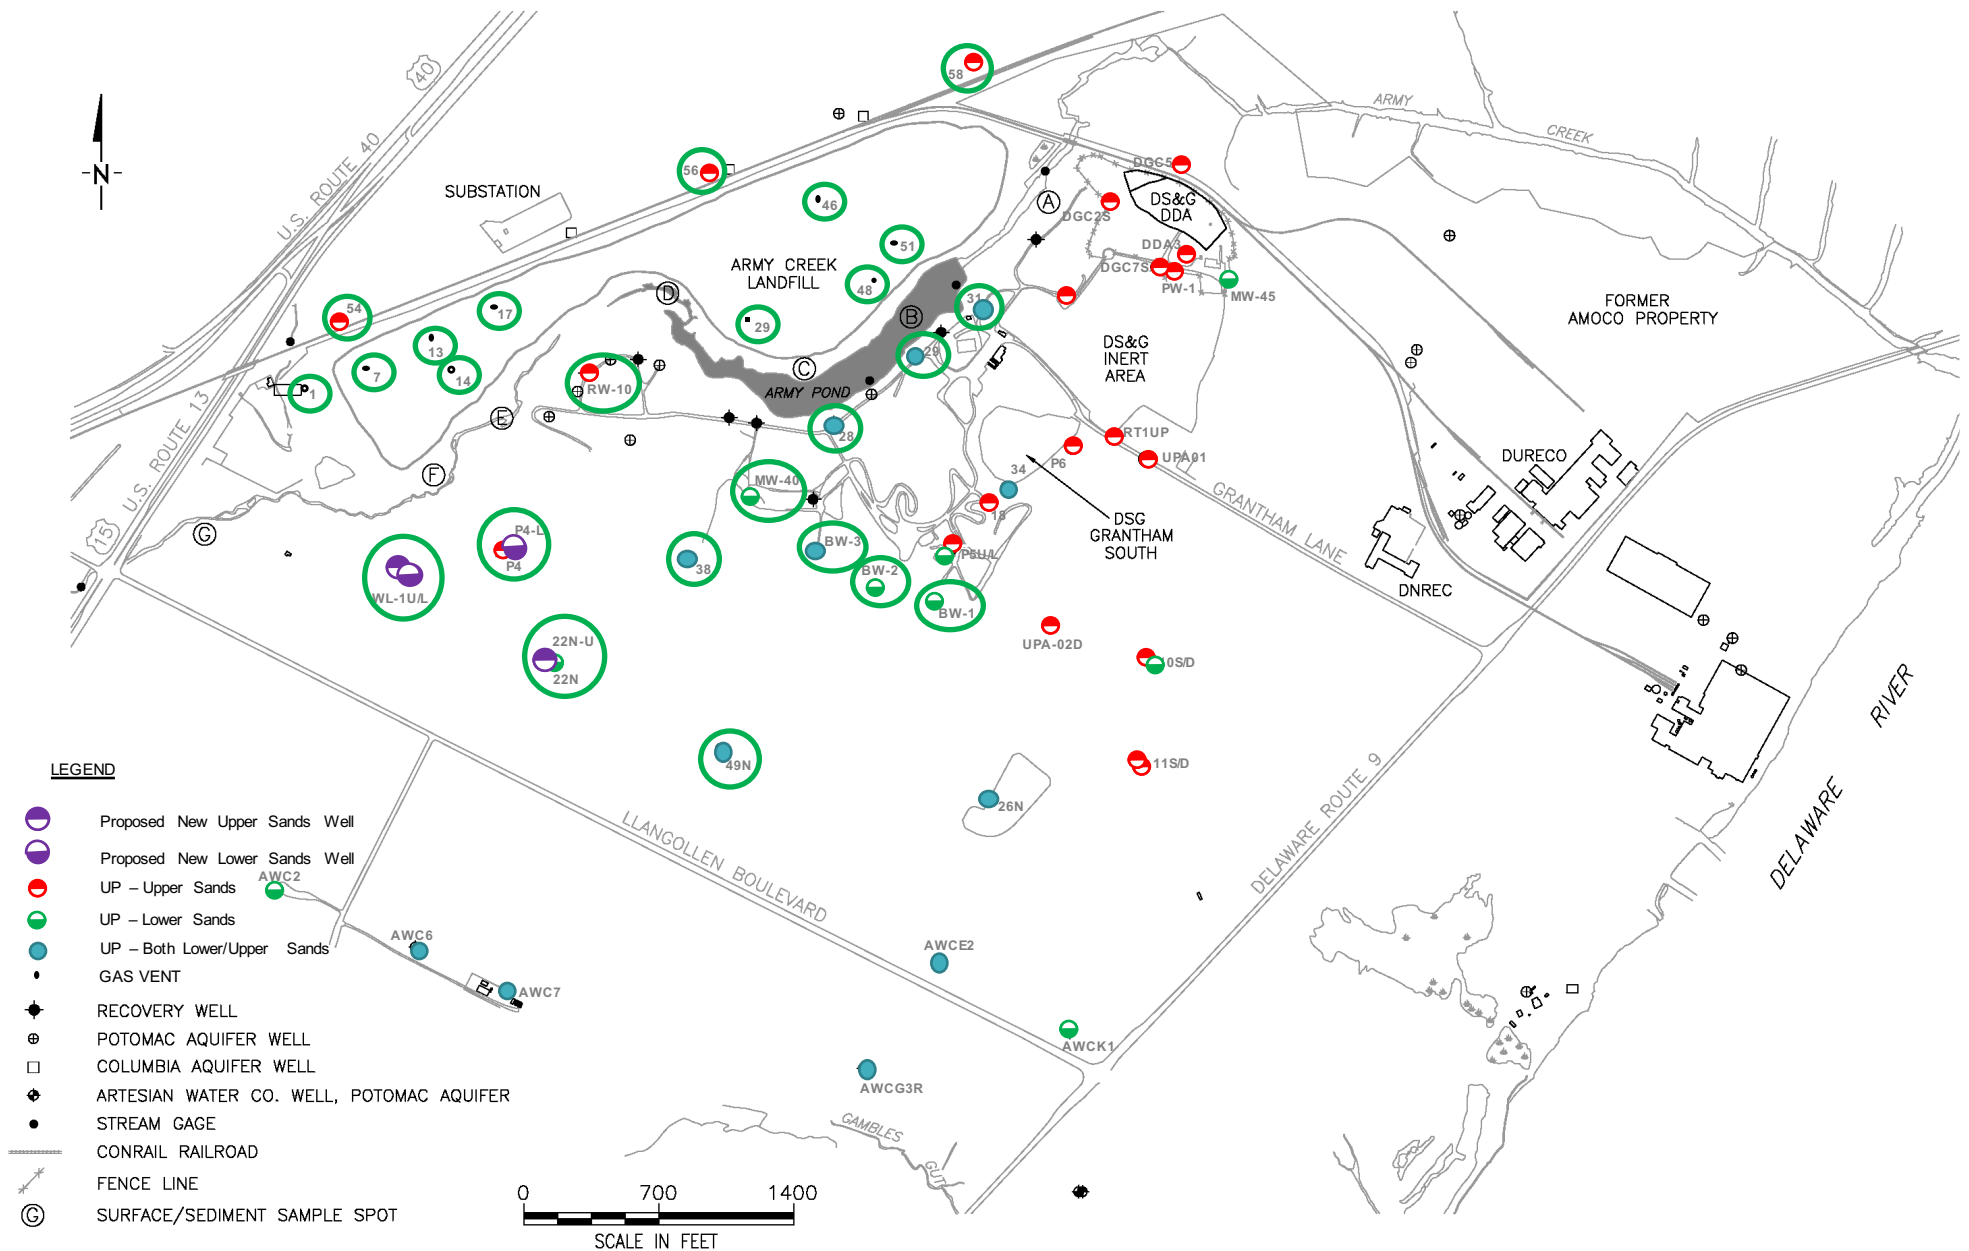 58
40
ARMY
CREEK
U.S. ROUTE 40
N
56
SUBSTATION
DGC5
DS&G
DDA
46
A
DGC2S
51
DDA3
ARMY CREEK
LANDFILL
DGC7S
PW-1
MW-45
48
D
31
B
54
17
29
FORMER
AMOCO PROPERTY
13
29
DS&G
INERT
AREA
7
14
1
C
RW-10
ARMY POND
E
28
RT1UP
P6
UPA01
DURECO
F
MW-40
34
U.S. ROUTE 13
GRANTHAM LANE
18
DSG
GRANTHAM
SOUTH
15
G
P4-L
P4
BW-3
P5U/L
38
BW-2
DNREC
WL-1U/L
BW-1
UPA-02D
22N-U
22N
10S/D
RIVER
49N
11S/D
26N
DELAWARE ROUTE 9
DELAWARE
LLANGOLLEN BOULEVARD
LEGEND
Proposed New Upper Sands Well
Proposed New Lower Sands Well
AWC2
UP – Upper Sands
UP – Lower Sands
AWC6
UP – Both Lower/Upper Sands
AWCE2
GAS VENT
AWC7
RECOVERY WELL
POTOMAC AQUIFER WELL
AWCK1
COLUMBIA AQUIFER WELL
AWCG3R
ARTESIAN WATER CO. WELL, POTOMAC AQUIFER
STREAM GAGE
GAMBLES
GUT
CONRAIL RAILROAD
FENCE LINE
0 700 1400
G SURFACE/SEDIMENT SAMPLE SPOT
SCALE IN FEET